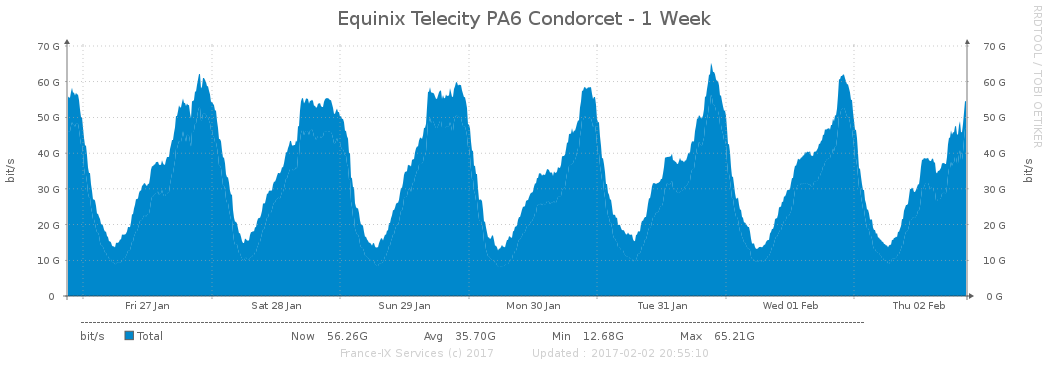 Equinix Telecity PA6 Condorcet - 1 Week
RRDTOOL / TOBI OETIKER
bit/s
70 G 70 G
60 G 60 G
50 G 50 G
40 G 40 G
30 G 30 G
20 G 20 G
10 G 10 G
0 0 G
bit/s
Fri 27 Jan Sat 28 Jan Sun 29 Jan Mon 30 Jan Tue 31 Jan Wed 01 Feb Thu 02 Feb
bit/s Total Now 56.26G Avg 35.70G Min 12.68G Max 65.21G
France-IX Services (c) 2017 Updated : 2017-02-02 20:55:10